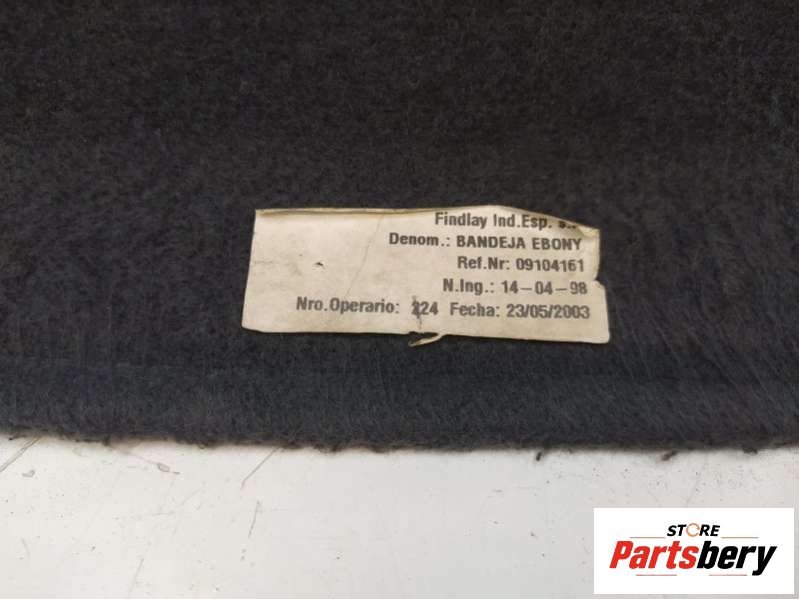 Findlay Ind.Esp.
Denom.: BANDEJA EBONY
Ref.Nr: 09104161
N.Ing.: 14-04-98
Nro.Operario: 224 Fecha: 23/05/2003
STORE
Partsbery